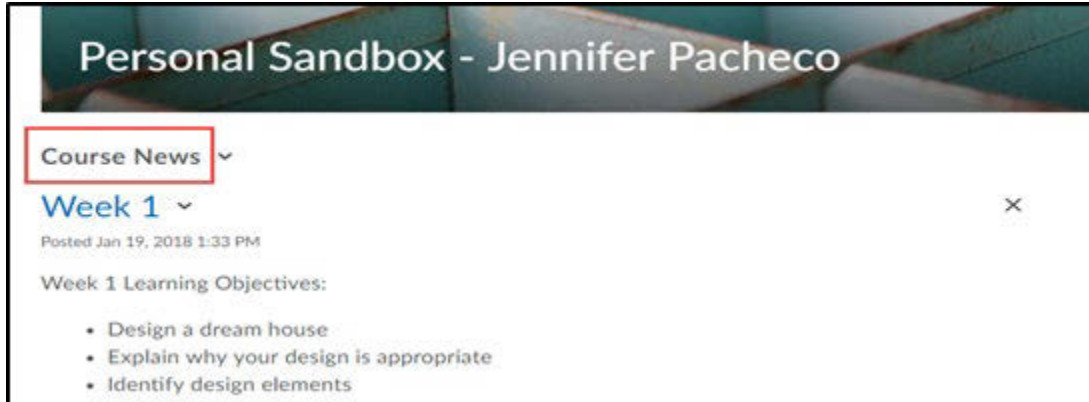 Personal Sandbox - Jennifer Pacheco
Course News
Week 1
Posted Jan 19, 2018 1:33 PM
Week 1 Learning Objectives:
• Design a dream house
• Explain why your design is appropriate
• Identify design elements